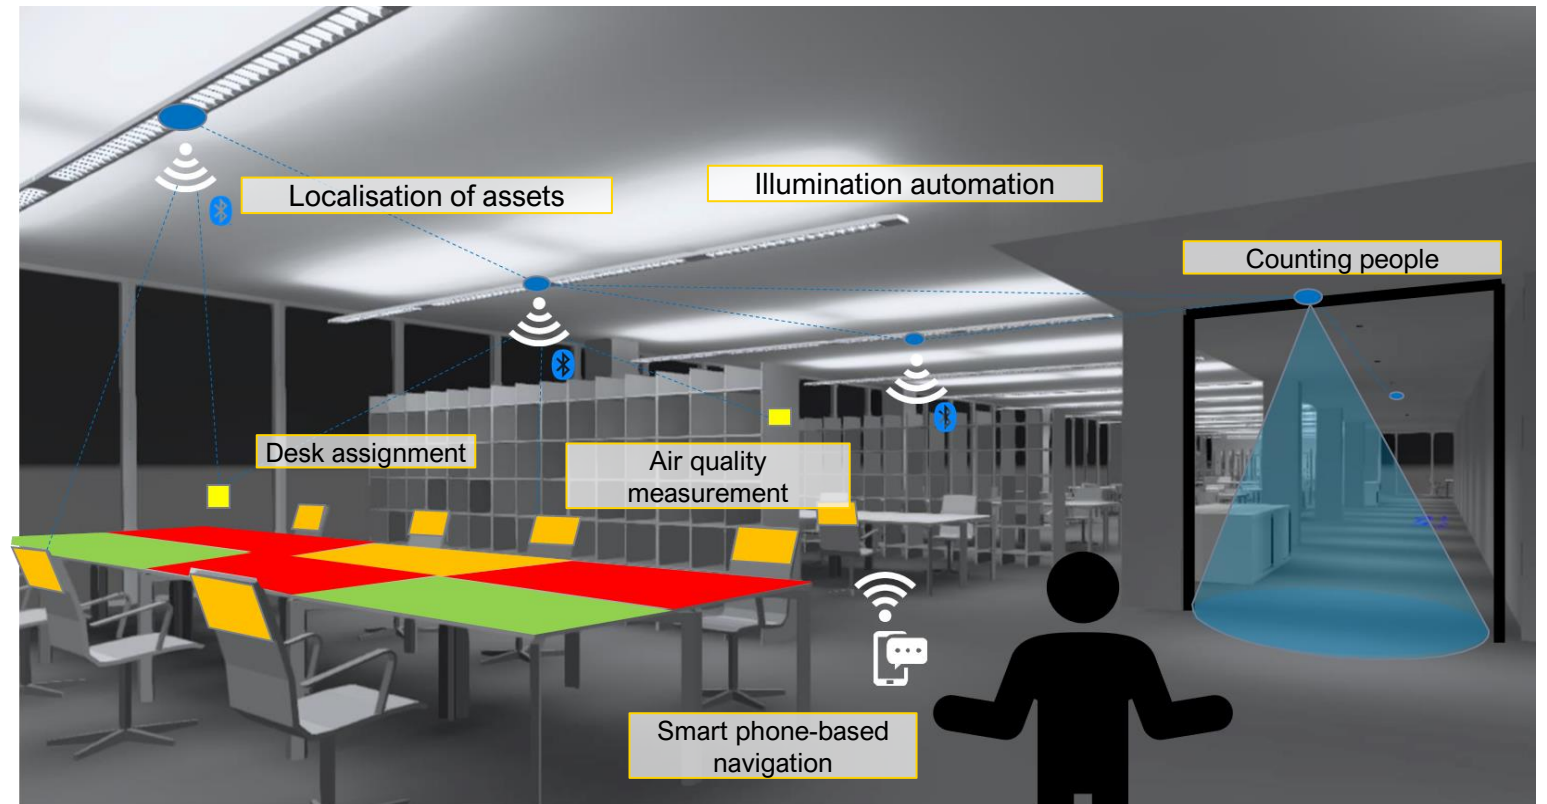 Localisation of assets
Illumination automation
Counting people
Desk assignment
Air quality
measurement
Smart phone-based
navigation